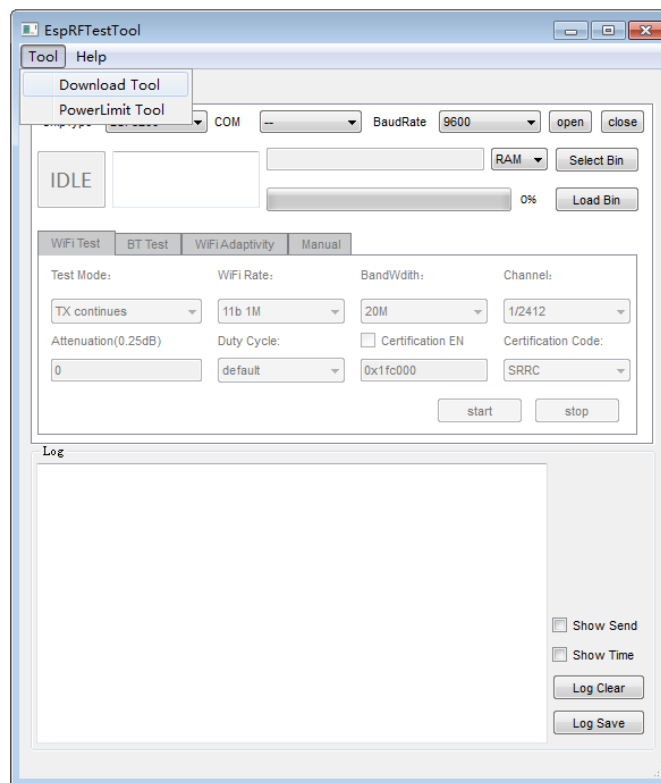 EspRFTestTool
Tool Help
Download Tool
PowerLimit Tool
COM -- BaudRate 9600 open close
IDLE RAM Select Bin
0% Load Bin
WiFi Test BT Test WiFi Adaptivity Manual
Test Mode: WiFi Rate: BandWdith: Channel:
TX continues 11b 1M 20M 1/2412
Attenuation(0.25dB) Duty Cycle: Certification EN Certification Code:
0 default 0x1fc000 SRRC
start stop
Log
Show Send
Show Time
Log Clear
Log Save